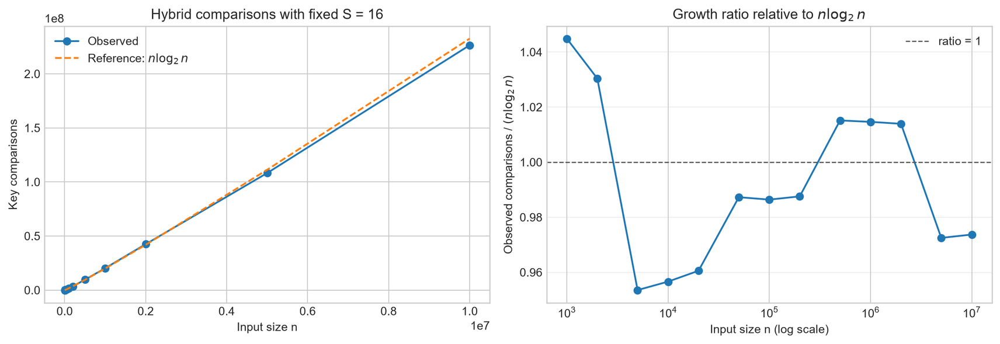 Hybrid comparisons with fixed S = 16
1e8
Observed
Reference: n log₂ n
2.0
1.5
1.0
0.5
0.0
Key comparisons
0.0 0.2 0.4 0.6 0.8 1.0
1e7
Input size n
Growth ratio relative to n log₂ n
ratio = 1
1.04
1.02
1.00
0.98
0.96
Observed comparisons / (n log₂ n)
10³ 10⁴ 10⁵ 10⁶ 10⁷
Input size n (log scale)